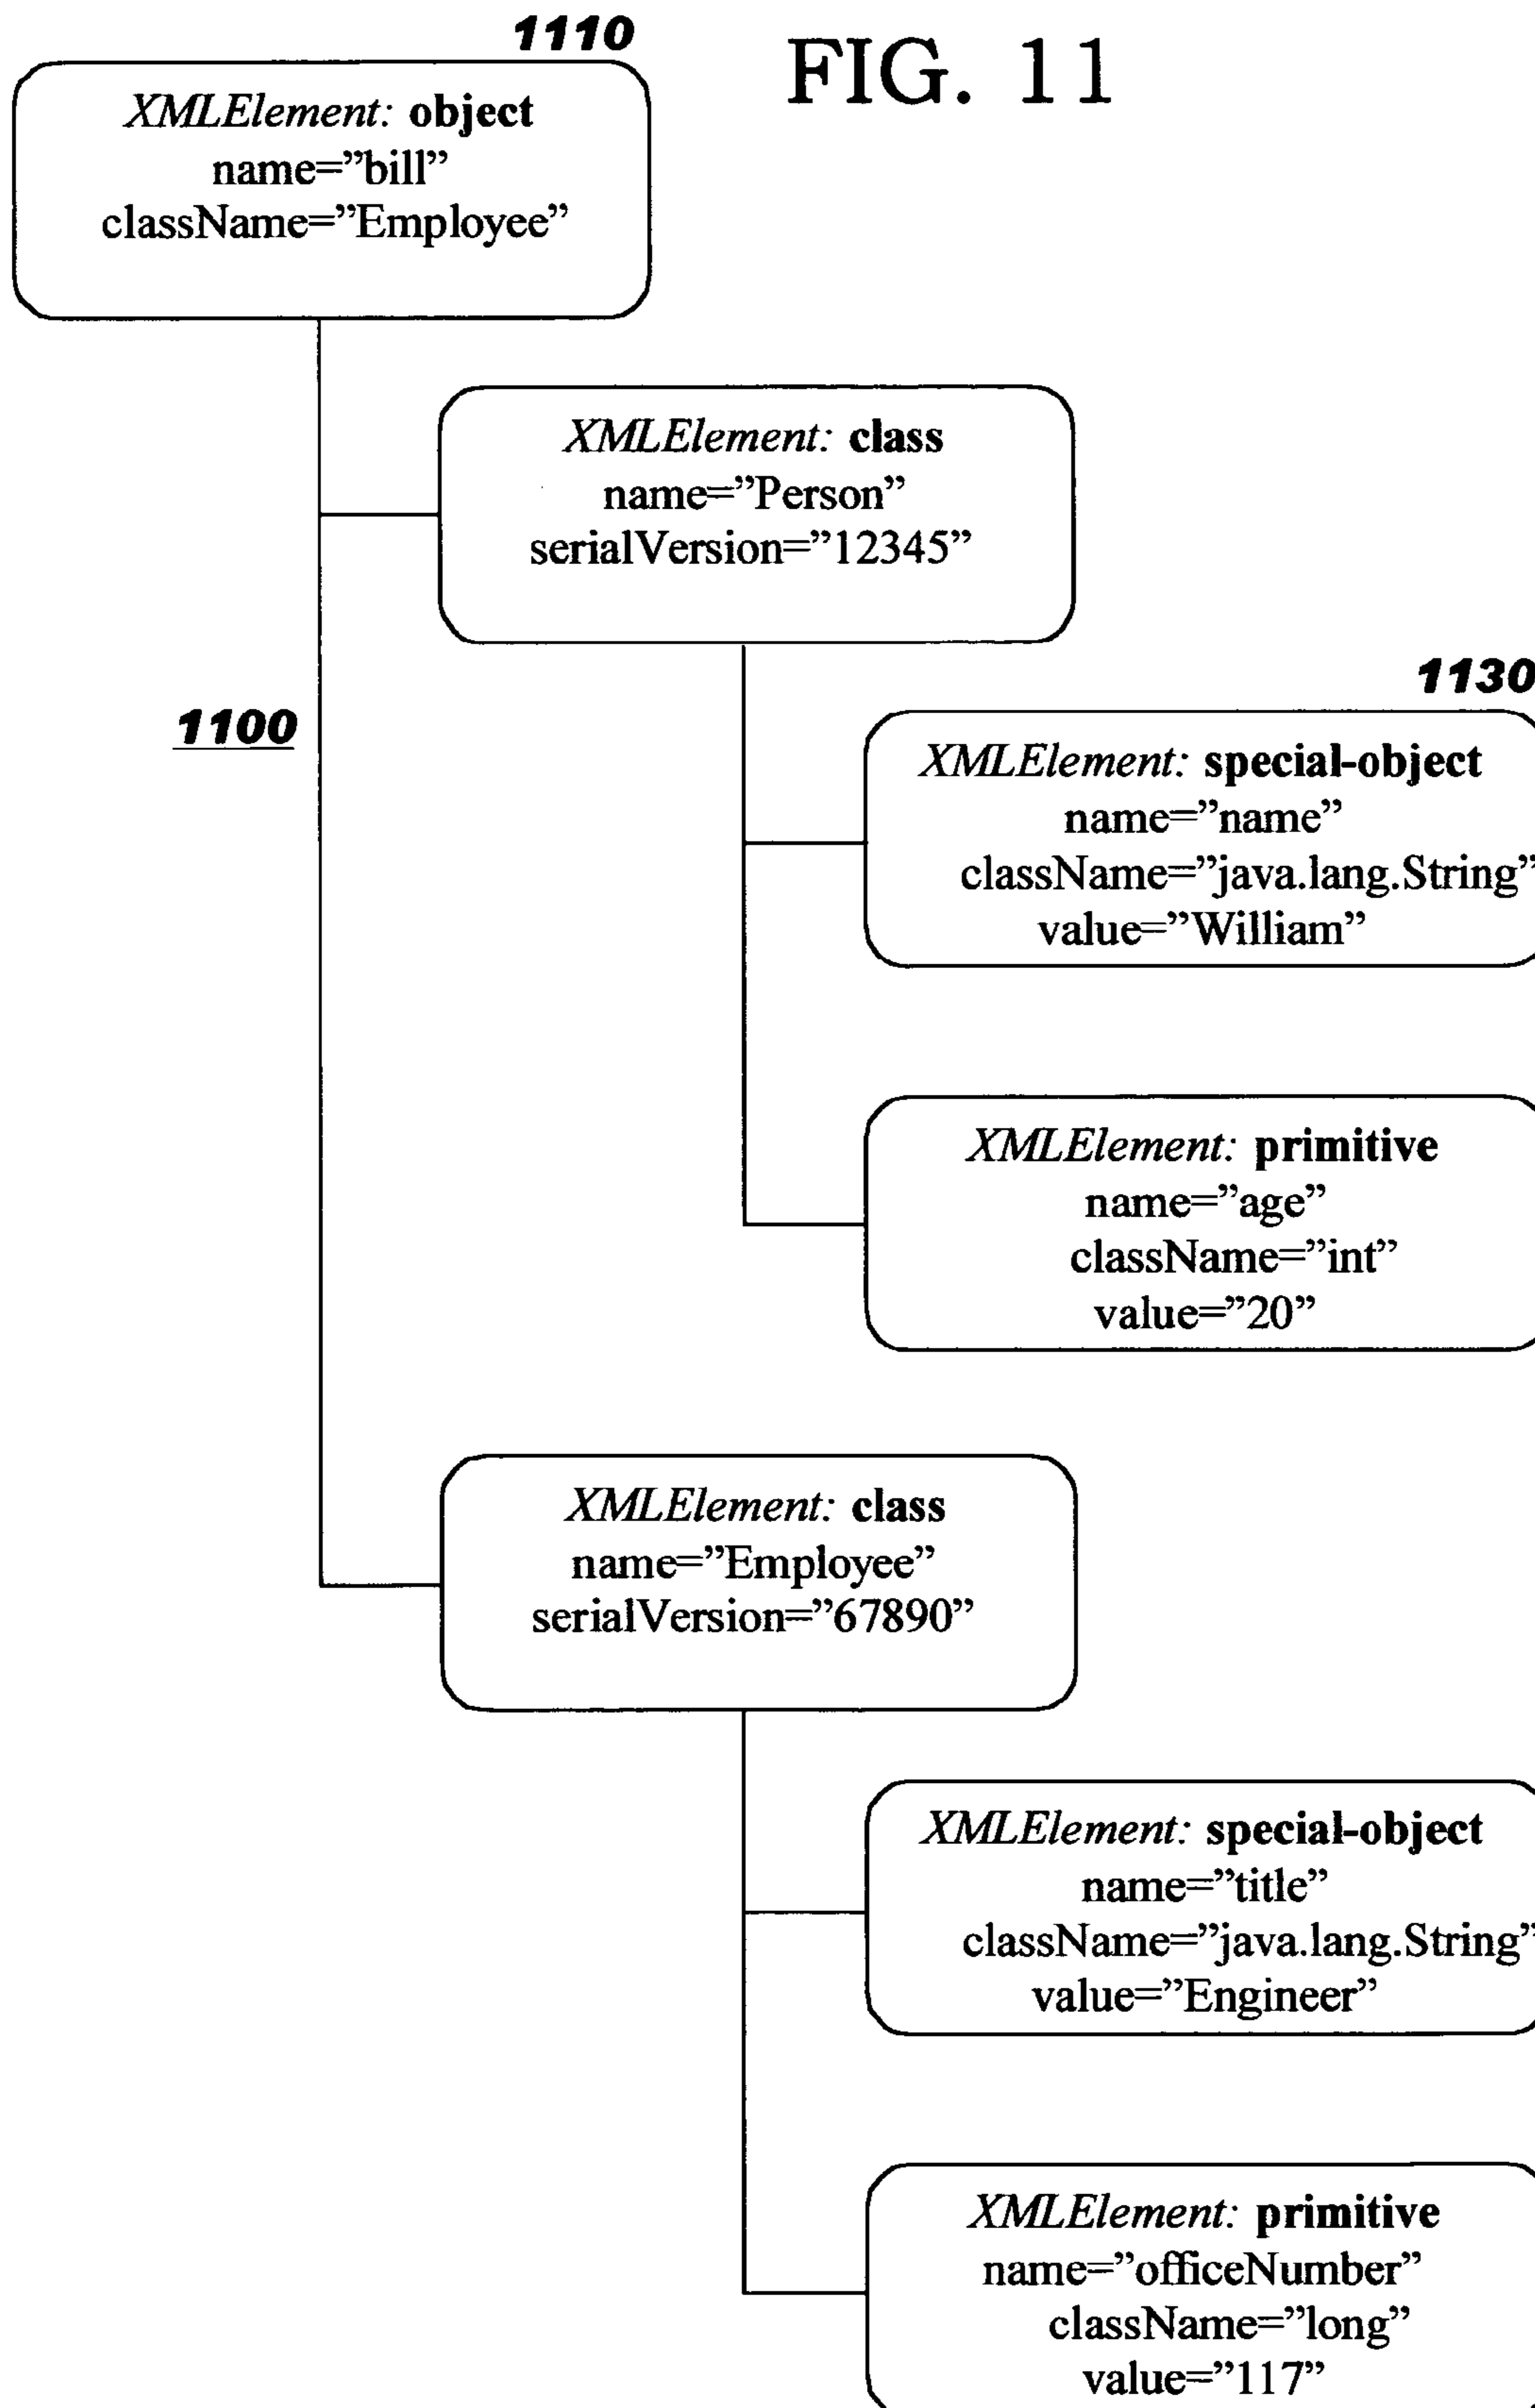 1110
FIG. 11
XMLElement: object
name=”bill”
className=”Employee”
XMLElement: class
name=”Person”
serialVersion=”12345”
1130
1100
XMLElement: special-object
name=”name”
className=”java.lang.String”
value=”William”
XMLElement: primitive
name=”age”
className=”int”
value=”20”
XMLElement: class
name=”Employee”
serialVersion=”67890”
XMLElement: special-object
name=”title”
className=”java.lang.String”
value=”Engineer”
XMLElement: primitive
name=”officeNumber”
className=”long”
value=”117”